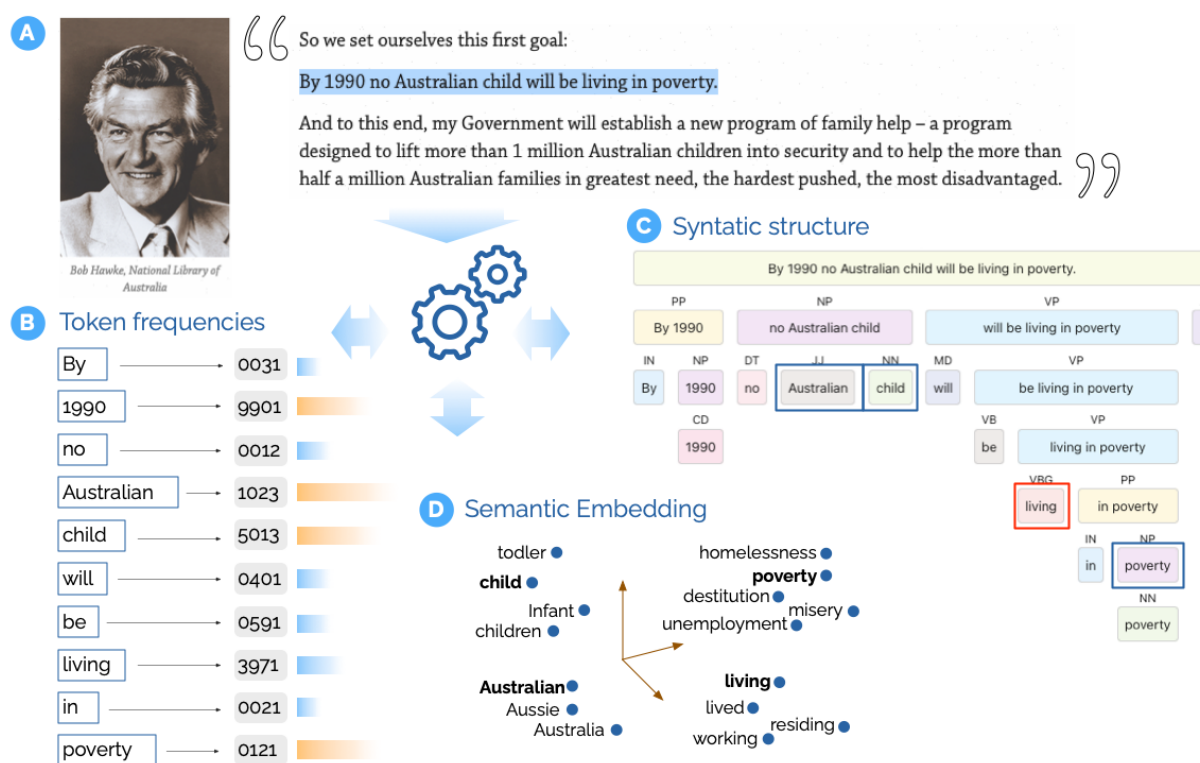 A
“
So we set ourselves this first goal:
By 1990 no Australian child will be living in poverty.
And to this end, my Government will establish a new program of family help – a program
designed to lift more than 1 million Australian children into security and to help the more than
half a million Australian families in greatest need, the hardest pushed, the most disadvantaged.
”
Bob Hawke, National Library of
Australia
B Token frequencies
By 0031
1990 9901
no 0012
Australian 1023
child 5013
will 0401
be 0591
living 3971
in 0021
poverty 0121
C Syntatic structure
By 1990 no Australian child will be living in poverty.
PP NP VP
By 1990 no Australian child will be living in poverty
IN NP DT JJ NN MD VP
By 1990 no Australian child will be living in poverty
CD VB VP
1990 be living in poverty
VBG PP
living in poverty
IN NP
in poverty
NN
poverty
D Semantic Embedding
todler
child
Infant
children
homelessness
poverty
destitution
misery
unemployment
Australian
Aussie
Australia
living
lived
residing
working